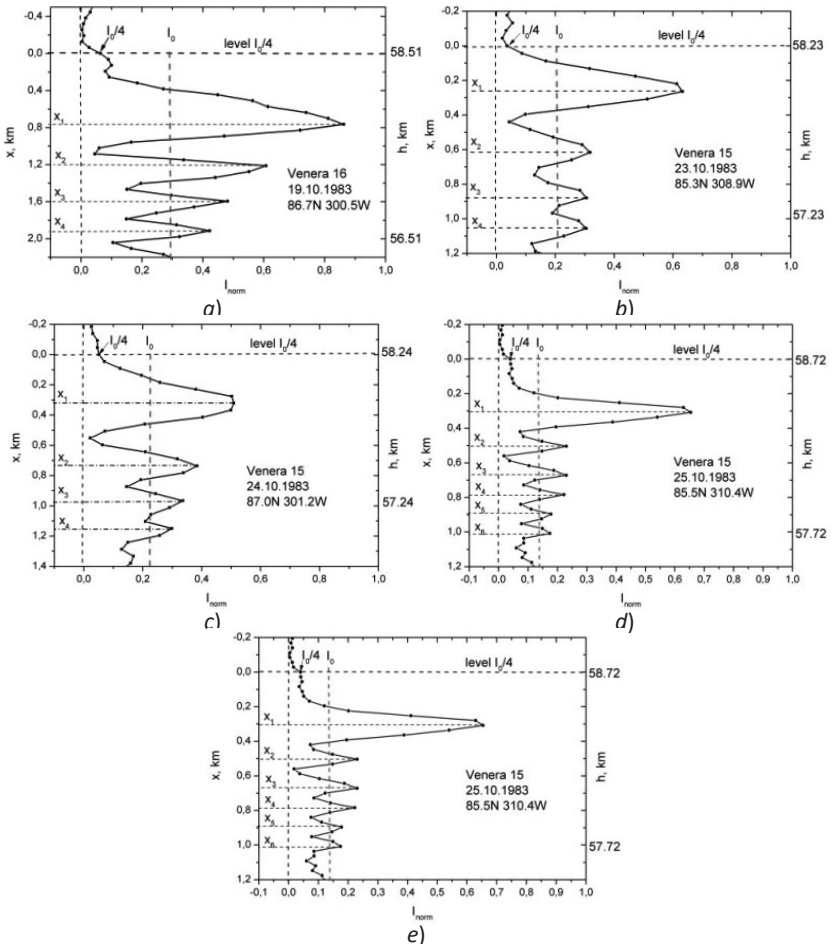 I₀/4 I₀
level I₀/4
58.51
x₁
x₂
x₃
x₄
Venera 16
19.10.1983
86.7N 300.5W
56.51
-0,4
0,0
0,4
0,8
1,2
1,6
2,0
x, km
h, km
0,0 0,2 0,4 0,6 0,8 1,0
Iₙₒᵣₘ
a)
I₀/4 I₀
level I₀/4
58.23
x₁
x₂
x₃
x₄
Venera 15
23.10.1983
85.3N 308.9W
57.23
-0,2
0,0
0,2
0,4
0,6
0,8
1,0
1,2
x, km
h, km
0,0 0,2 0,4 0,6 0,8 1,0
Iₙₒᵣₘ
b)
I₀/4 I₀
level I₀/4
58.24
x₁
x₂
x₃
x₄
Venera 15
24.10.1983
87.0N 301.2W
57.24
-0,2
0,0
0,2
0,4
0,6
0,8
1,0
1,2
1,4
x, km
h, km
0,0 0,2 0,4 0,6 0,8 1,0
Iₙₒᵣₘ
c)
I₀/4 I₀
level I₀/4
58.72
x₁
x₂
x₃
x₄
x₅
x₆
Venera 15
25.10.1983
85.5N 310.4W
57.72
-0,2
0,0
0,2
0,4
0,6
0,8
1,0
1,2
x, km
h, km
-0,1 0,0 0,1 0,2 0,3 0,4 0,5 0,6 0,7 0,8 0,9 1,0
Iₙₒᵣₘ
d)
I₀/4 I₀
level I₀/4
58.72
x₁
x₂
x₃
x₄
x₅
x₆
Venera 15
25.10.1983
85.5N 310.4W
57.72
-0,2
0,0
0,2
0,4
0,6
0,8
1,0
1,2
x, km
h, km
-0,1 0,0 0,1 0,2 0,3 0,4 0,5 0,6 0,7 0,8 0,9 1,0
Iₙₒᵣₘ
e)